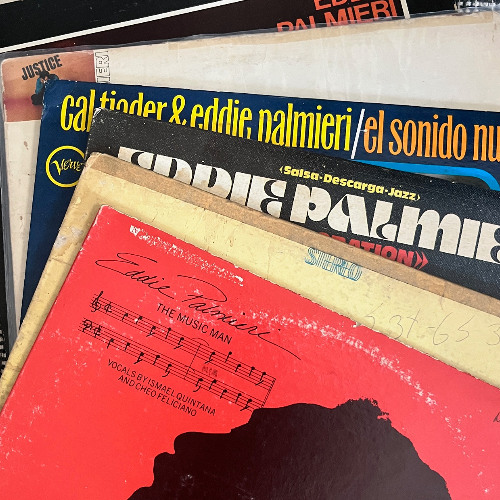 PALMIERI
JUSTICE
cal tjader & eddie palmieri/el sonido nu
Verve
‹Salsa-Descarga-Jazz›
EDDIE PALMIE
RATION»
STEREO
Eddie Palmieri
THE MUSIC MAN
VOCALS BY ISMAEL QUINTANA
AND CHEO FELICIANO